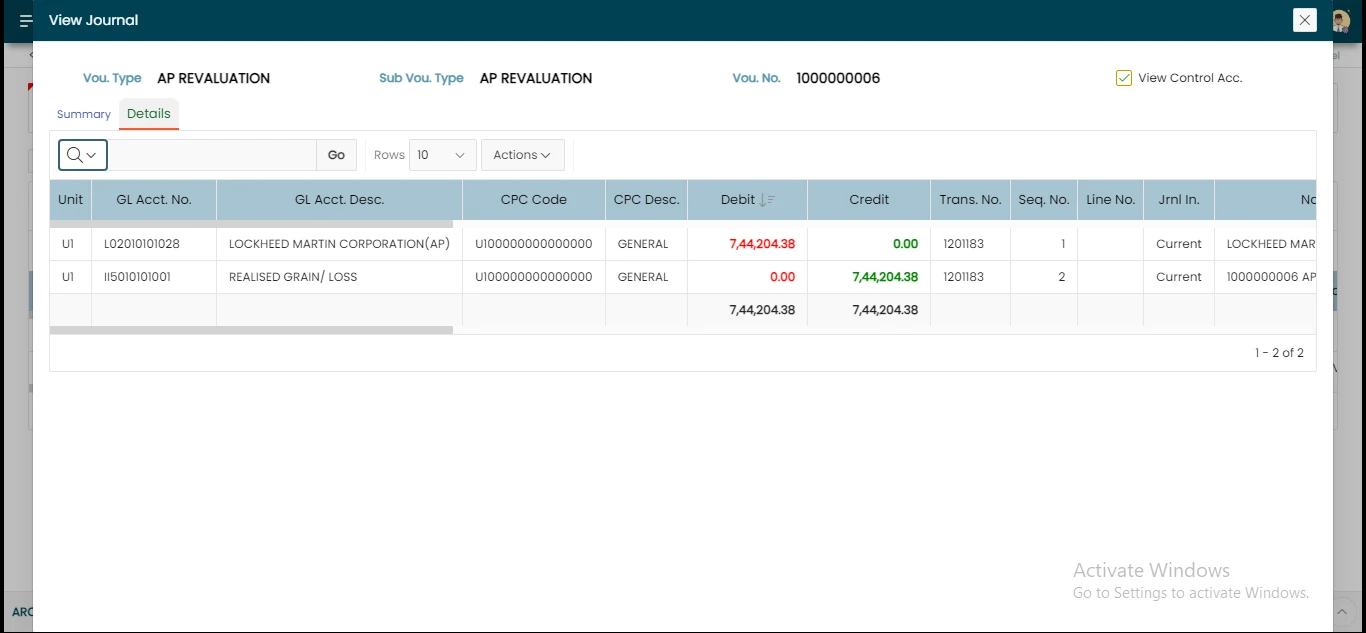 View Journal
Vou. Type AP REVALUATION Sub Vou. Type AP REVALUATION Vou. No. 1000000006 View Control Acc.
Summary Details
Go Rows 10 Actions
Unit GL Acct. No. GL Acct. Desc. CPC Code CPC Desc. Debit Credit Trans. No. Seq. No. Line No. Jrnl In.
U1 L02010101028 LOCKHEED MARTIN CORPORATION(AP) U100000000000000 GENERAL 7,44,204.38 0.00 1201183 1 Current LOCKHEED MAR
U1 I15010101001 REALISED GRAIN/ LOSS U100000000000000 GENERAL 0.00 7,44,204.38 1201183 2 Current 1000000006 AP
7,44,204.38 7,44,204.38
1 - 2 of 2
Activate Windows
Go to Settings to activate Windows.